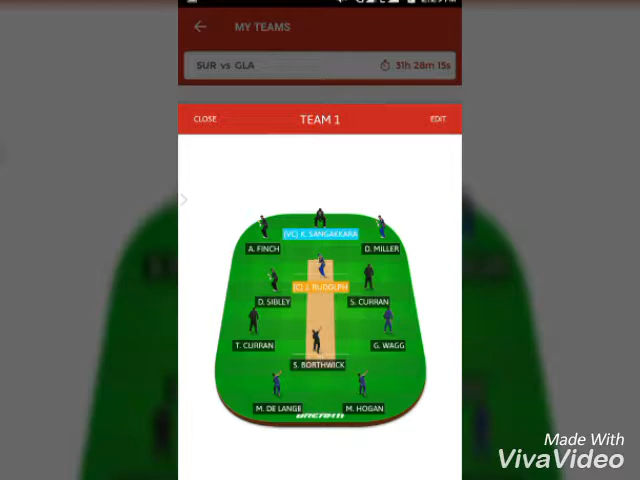 MY TEAMS
SUR vs GLA 31h 28m 15s
CLOSE TEAM 1 EDIT
(VC) K. SANGAKKARA
A. FINCH D. MILLER
(C) J. RUDOLPH
D. SIBLEY S. CURRAN
T. CURRAN G. WAGG
S. BORTHWICK
M. DE LANGE M. HOGAN
DREAM11
Made With
VivaVideo